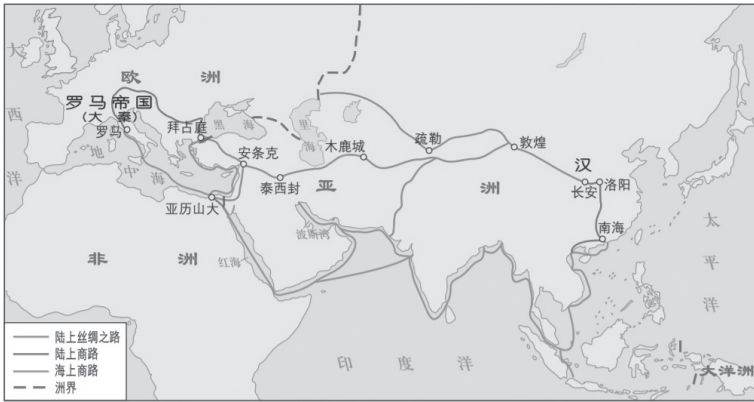 大西洋
欧洲
罗马帝国
(大秦)
罗马
地中海
拜占庭
黑海
里海
安条克
泰西封
木鹿城
疏勒
敦煌
汉
长安
洛阳
亚洲
亚历山大
南海
太平洋
波斯湾
红海
非洲
印度洋
大洋洲
陆上丝绸之路
陆上商路
海上商路
洲界